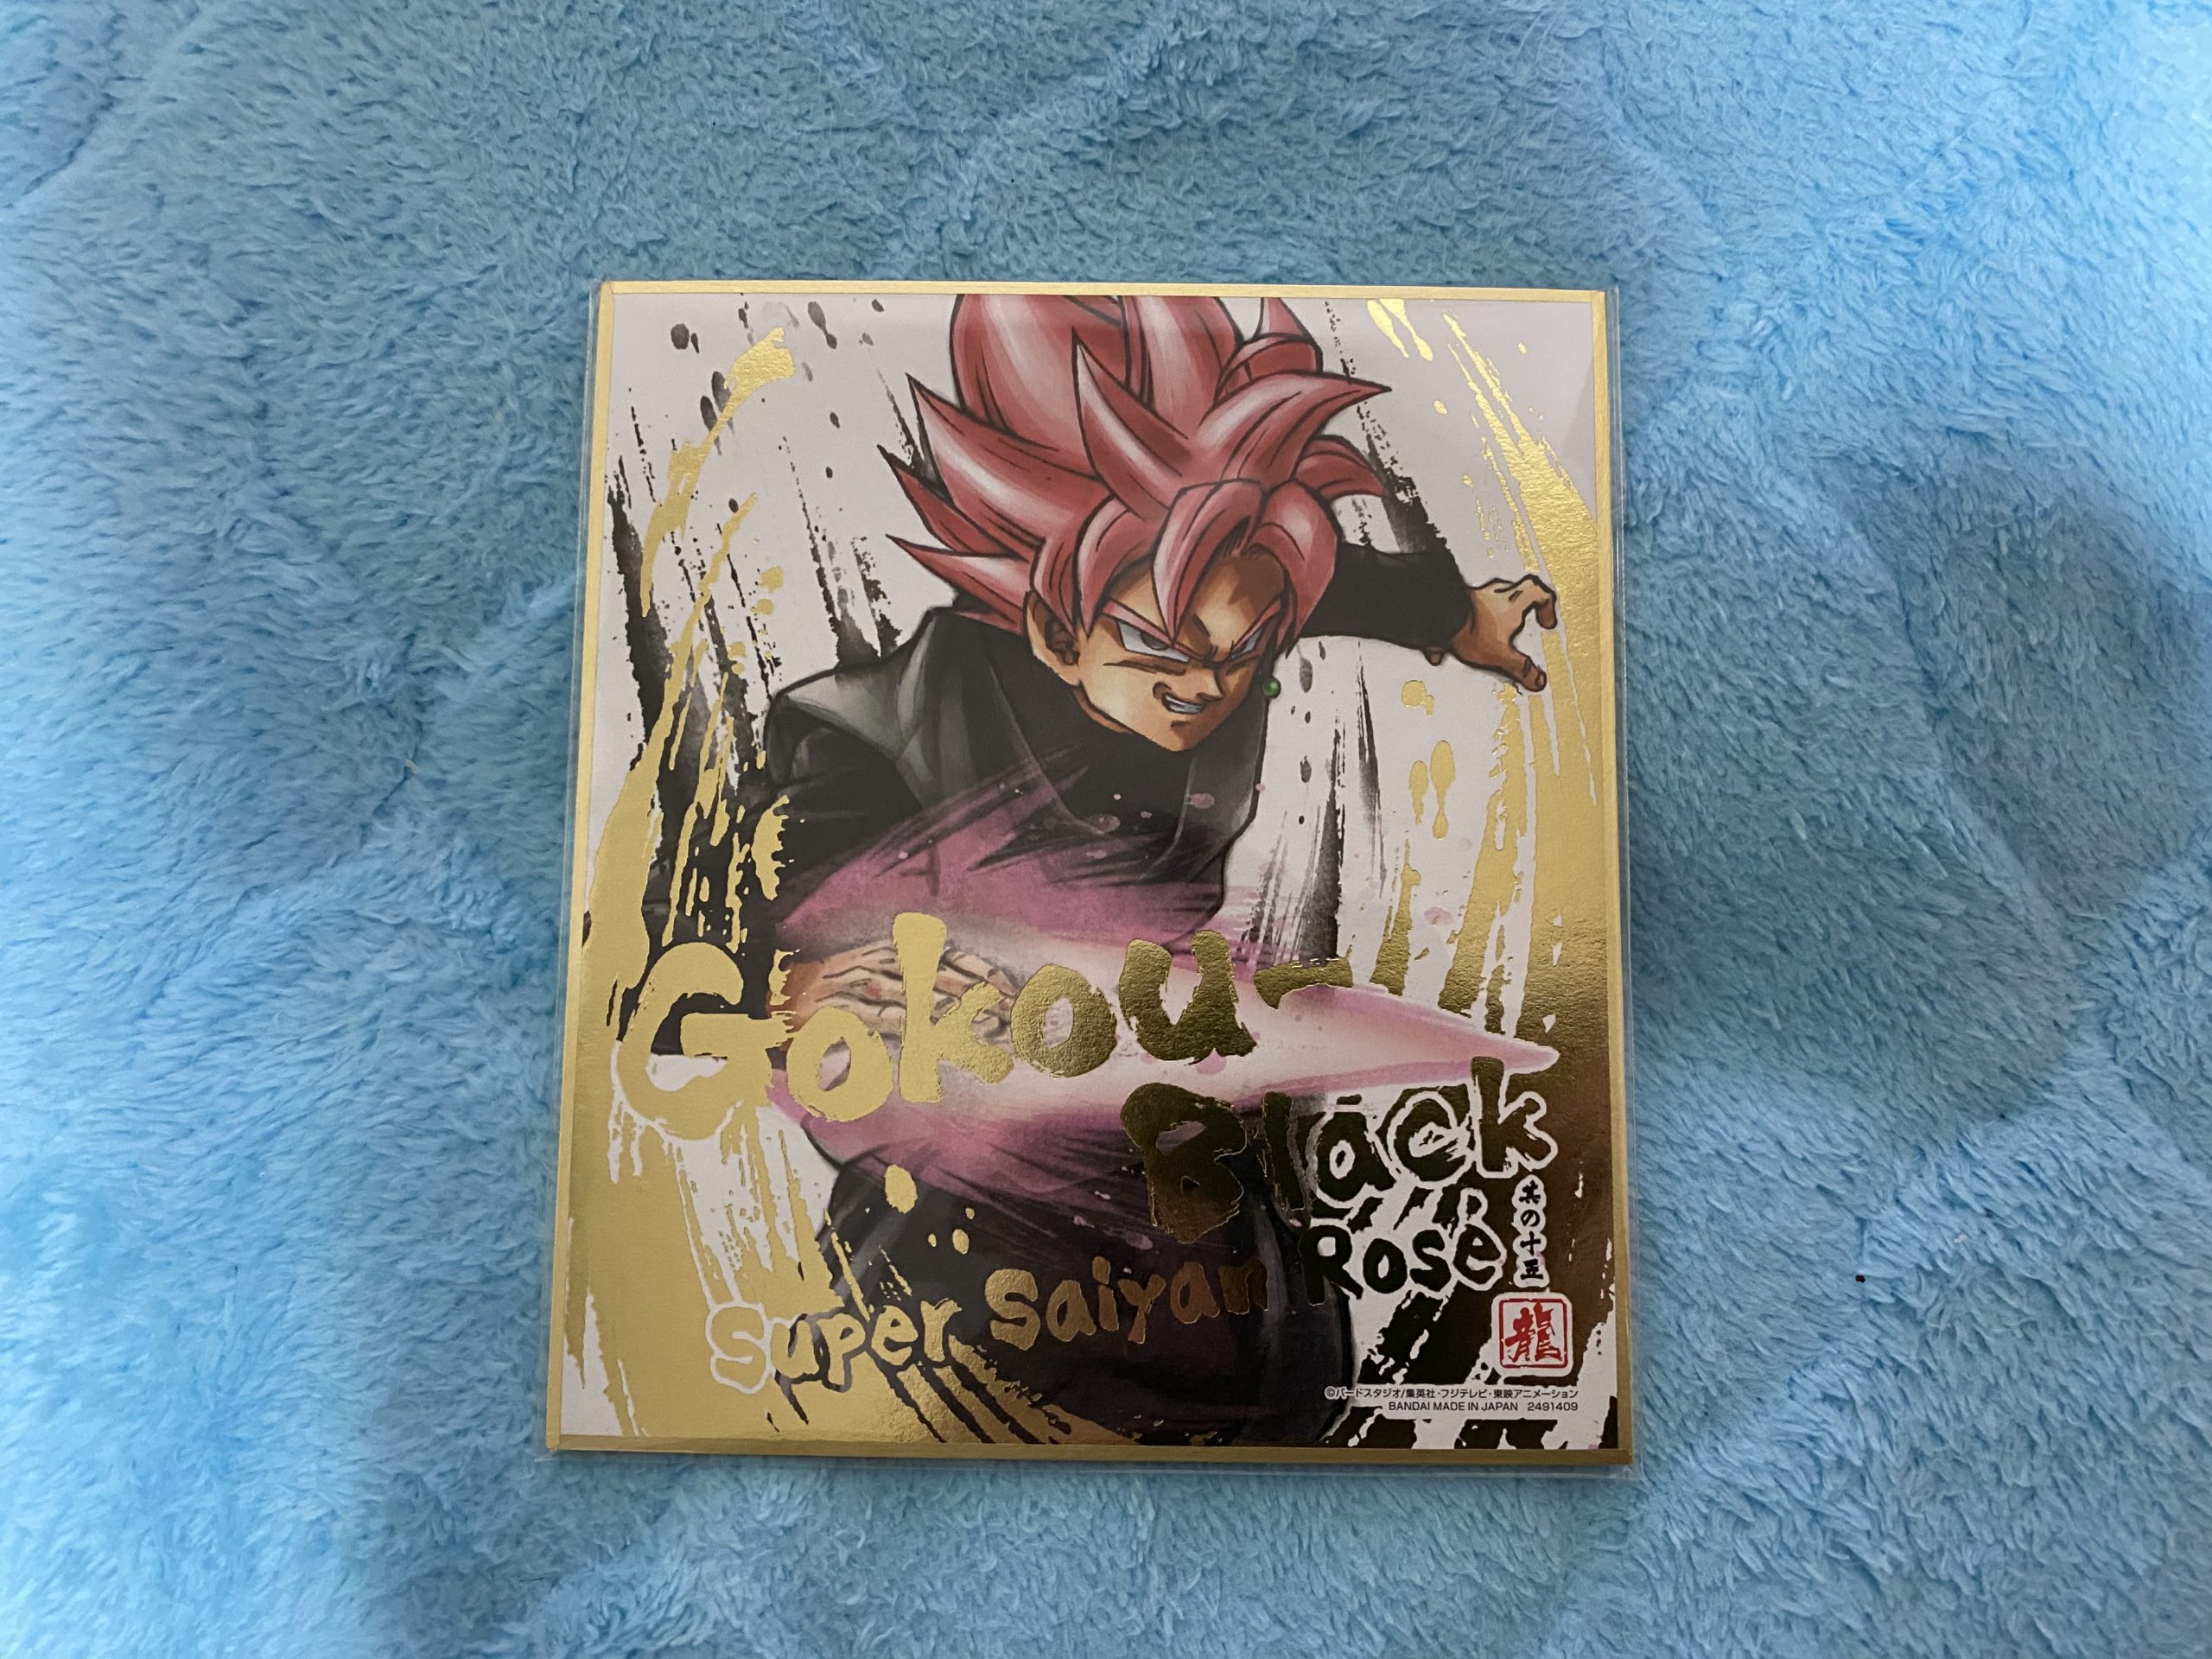 Gokou-
Black
Super Saiyan Rosé
其の十五
龍
©バードスタジオ/集英社・フジテレビ・東映アニメーション
BANDAI MADE IN JAPAN 2491409